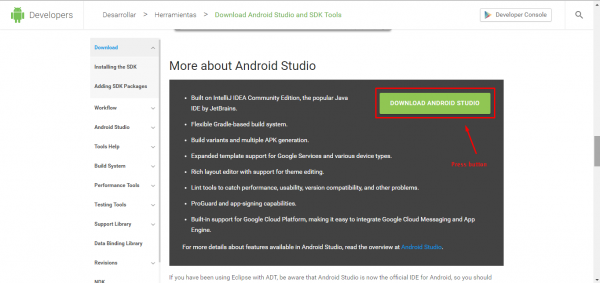 Developers
Desarrollar > Herramientas > Download Android Studio and SDK Tools
Developer Console
Download
Installing the SDK
Adding SDK Packages
Workflow
Android Studio
Tools Help
Build System
Performance Tools
Testing Tools
Support Library
Data Binding Library
Revisions
NDK
More about Android Studio
• Built on IntelliJ IDEA Community Edition, the popular Java
IDE by JetBrains.
• Flexible Gradle-based build system.
• Build variants and multiple APK generation.
• Expanded template support for Google Services and various device types.
• Rich layout editor with support for theme editing.
• Lint tools to catch performance, usability, version compatibility, and other problems.
• ProGuard and app-signing capabilities.
• Built-in support for Google Cloud Platform, making it easy to integrate Google Cloud Messaging and App
Engine.
For more details about features available in Android Studio, read the overview at Android Studio.
DOWNLOAD ANDROID STUDIO
If you have been using Eclipse with ADT, be aware that Android Studio is now the official IDE for Android, so you should